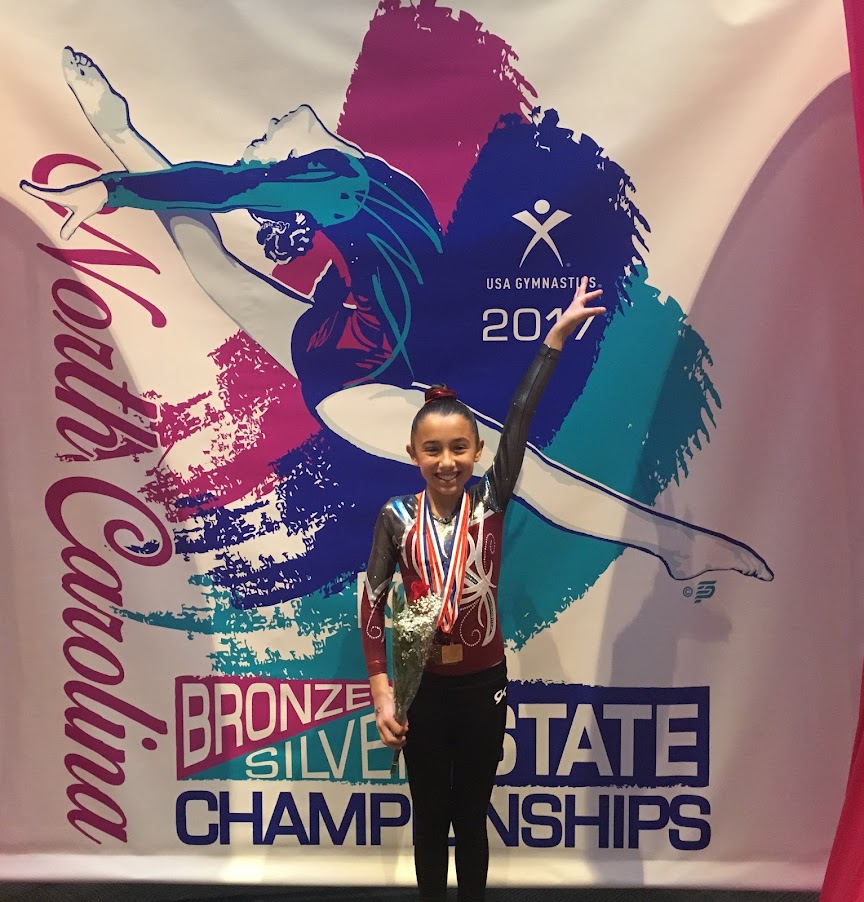 North Carolina
USA GYMNASTICS
2017
BRONZE
SILVER
STATE
CHAMPIONSHIPS
©